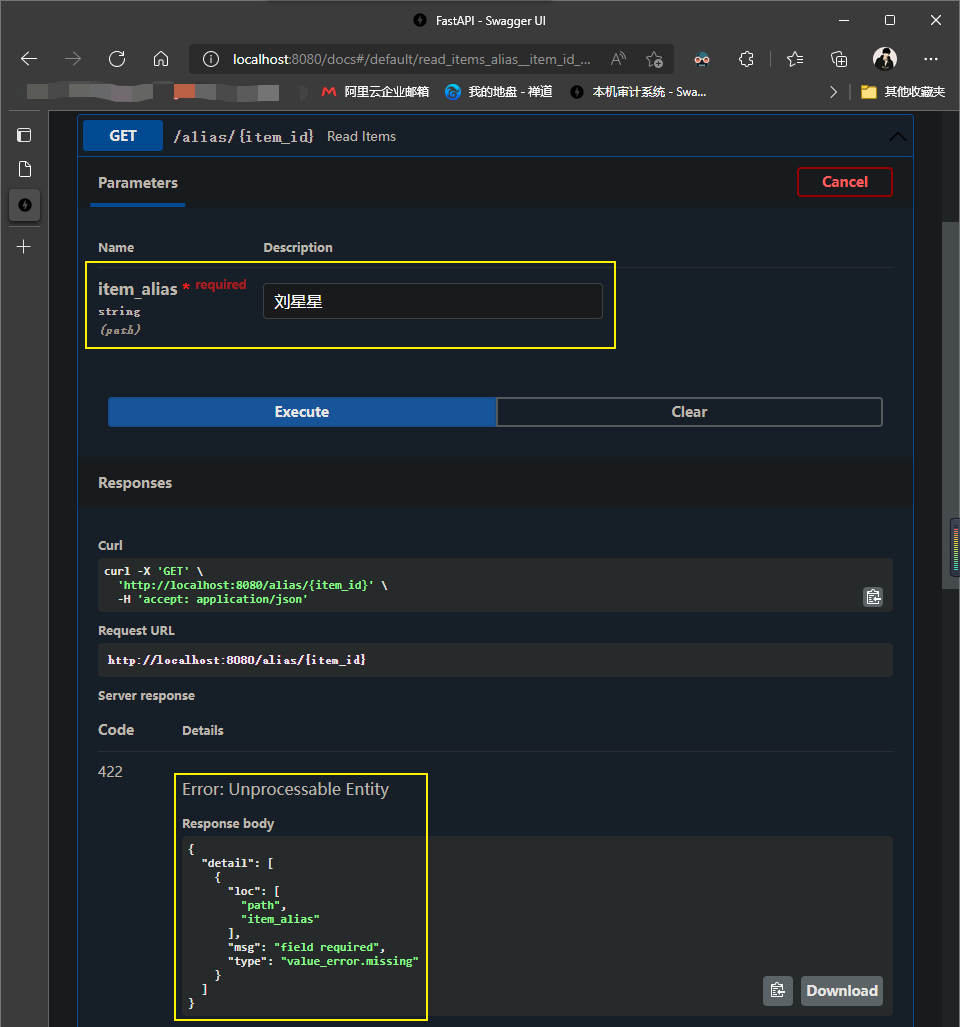 FastAPI - Swagger UI
localhost:8080/docs#/default/read_items_alias__item_id_...
阿里云企业邮箱 我的地盘 - 禅道 本机审计系统 - Swa... 其他收藏夹
GET /alias/{item_id} Read Items
Parameters
Cancel
Name Description
item_alias * required
string
(path)
刘星星
Execute Clear
Responses
Curl
curl -X 'GET' \
'http://localhost:8080/alias/{item_id}' \
-H 'accept: application/json'
Request URL
http://localhost:8080/alias/{item_id}
Server response
Code Details
422
Error: Unprocessable Entity
Response body
{
"detail": [
{
"loc": [
"path",
"item_alias"
],
"msg": "field required",
"type": "value_error.missing"
}
]
}
Download